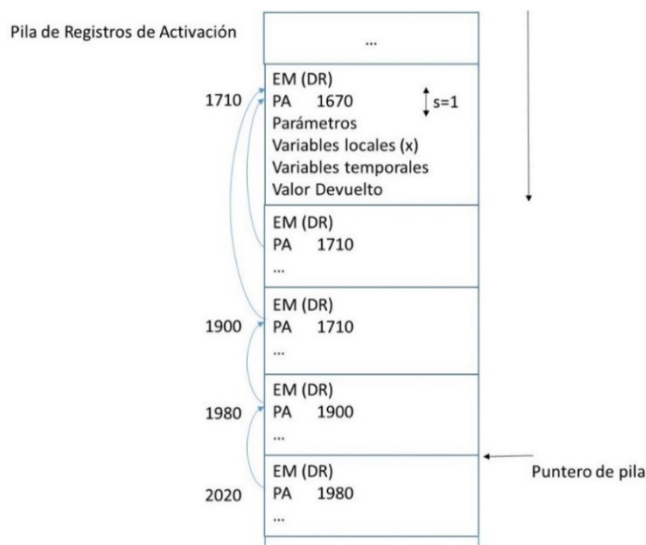 Pila de Registros de Activación
...
EM (DR)
1710 PA 1670 s=1
Parámetros
Variables locales (x)
Variables temporales
Valor Devuelto
EM (DR)
PA 1710
...
EM (DR)
1900 PA 1710
...
EM (DR)
1980 PA 1900
...
Puntero de pila
EM (DR)
2020 PA 1980
...